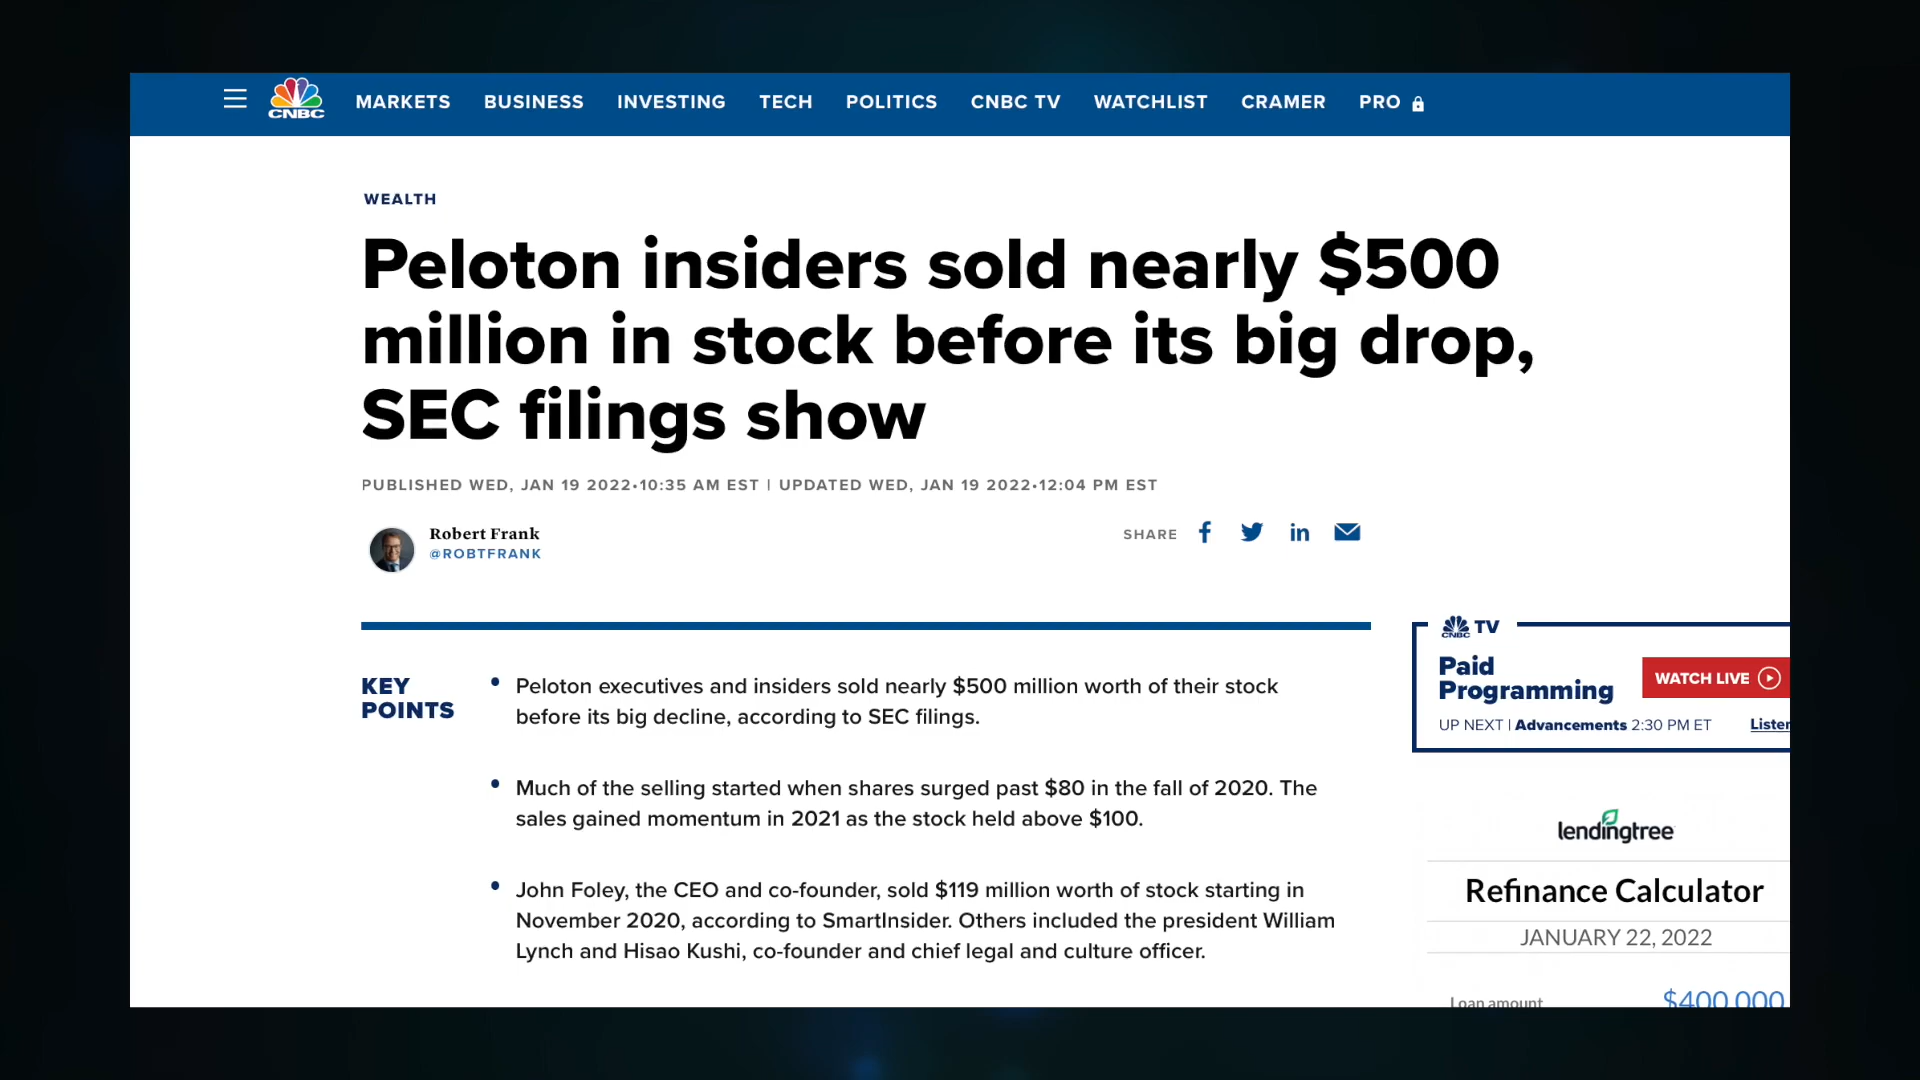 CNBC
MARKETS BUSINESS INVESTING TECH POLITICS CNBC TV WATCHLIST CRAMER PRO
WEALTH
Peloton insiders sold nearly $500
million in stock before its big drop,
SEC filings show
PUBLISHED WED, JAN 19 2022•10:35 AM EST | UPDATED WED, JAN 19 2022•12:04 PM EST
Robert Frank
@ROBTFRANK
SHARE
KEY
POINTS
• Peloton executives and insiders sold nearly $500 million worth of their stock
before its big decline, according to SEC filings.
• Much of the selling started when shares surged past $80 in the fall of 2020. The
sales gained momentum in 2021 as the stock held above $100.
• John Foley, the CEO and co-founder, sold $119 million worth of stock starting in
November 2020, according to SmartInsider. Others included the president William
Lynch and Hisao Kushi, co-founder and chief legal and culture officer.
CNBC TV
Paid
Programming
WATCH LIVE
UP NEXT | Advancements 2:30 PM ET
Listen
lendingtree
Refinance Calculator
JANUARY 22, 2022
Loan amount
$400,000